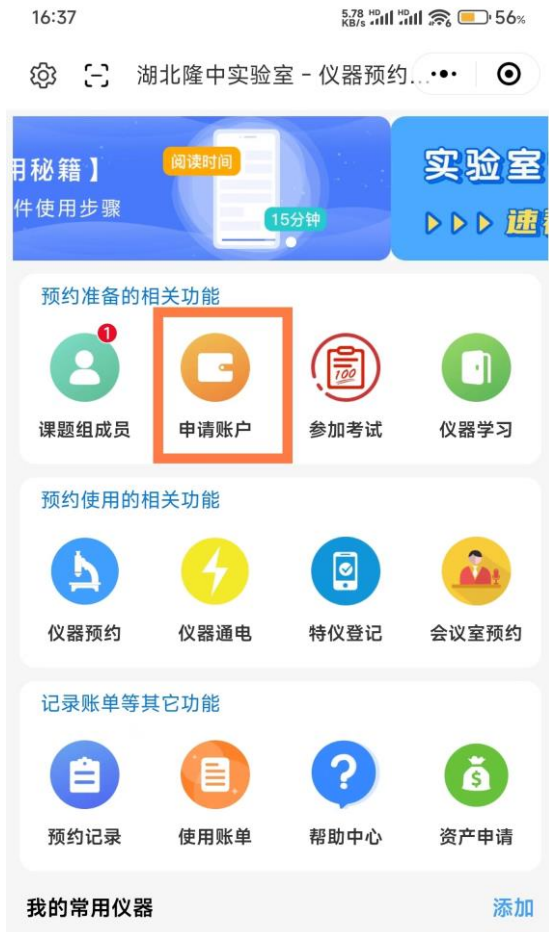 16:37
5.78 KB/s HD HD 6 56%
湖北隆中实验室 - 仪器预约...
用秘籍】
件使用步骤
阅读时间
15分钟
实验室
▷▷▷ 速看
预约准备的相关功能
1
100
课题组成员 申请账户 参加考试 仪器学习
预约使用的相关功能
仪器预约 仪器通电 特仪登记 会议室预约
记录账单等其它功能
?
$
预约记录 使用账单 帮助中心 资产申请
我的常用仪器 添加